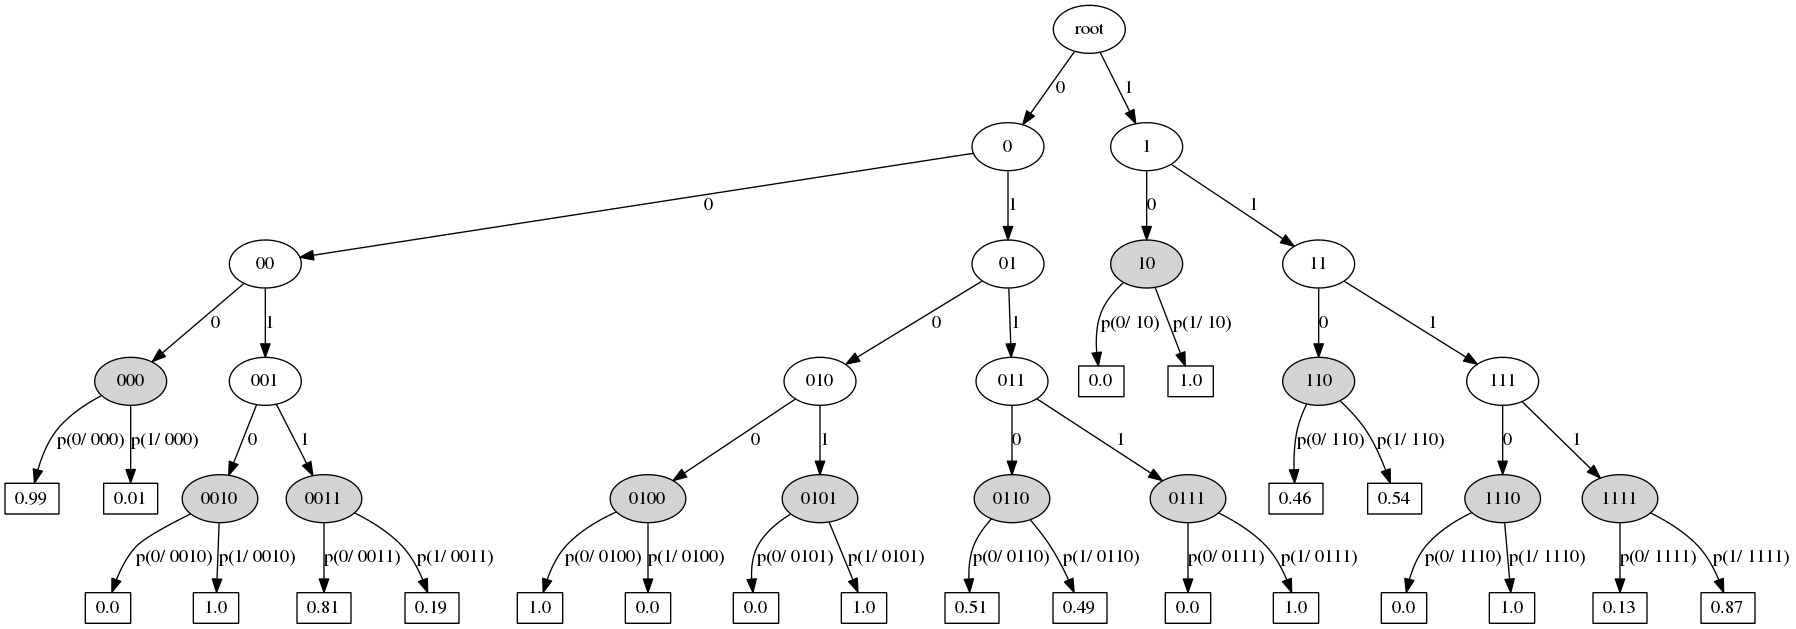 root
0 1
0 1
0 1 0 1
00 01 10 11
0 1 0 1 p(0/ 10) p(1/ 10) 0 1
000 001 010 011 0.0 1.0 110 111
p(0/ 000) p(1/ 000) 0 1 0 1 0 1 p(0/ 110) p(1/ 110) 0 1
0.99 0.01 0010 0011 0100 0101 0110 0111 0.46 0.54 1110 1111
p(0/ 0010) p(1/ 0010) p(0/ 0011) p(1/ 0011) p(0/ 0100) p(1/ 0100) p(0/ 0101) p(1/ 0101) p(0/ 0110) p(1/ 0110) p(0/ 0111) p(1/ 0111) p(0/ 1110) p(1/ 1110) p(0/ 1111) p(1/ 1111)
0.0 1.0 0.81 0.19 1.0 0.0 0.0 1.0 0.51 0.49 0.0 1.0 0.0 1.0 0.13 0.87